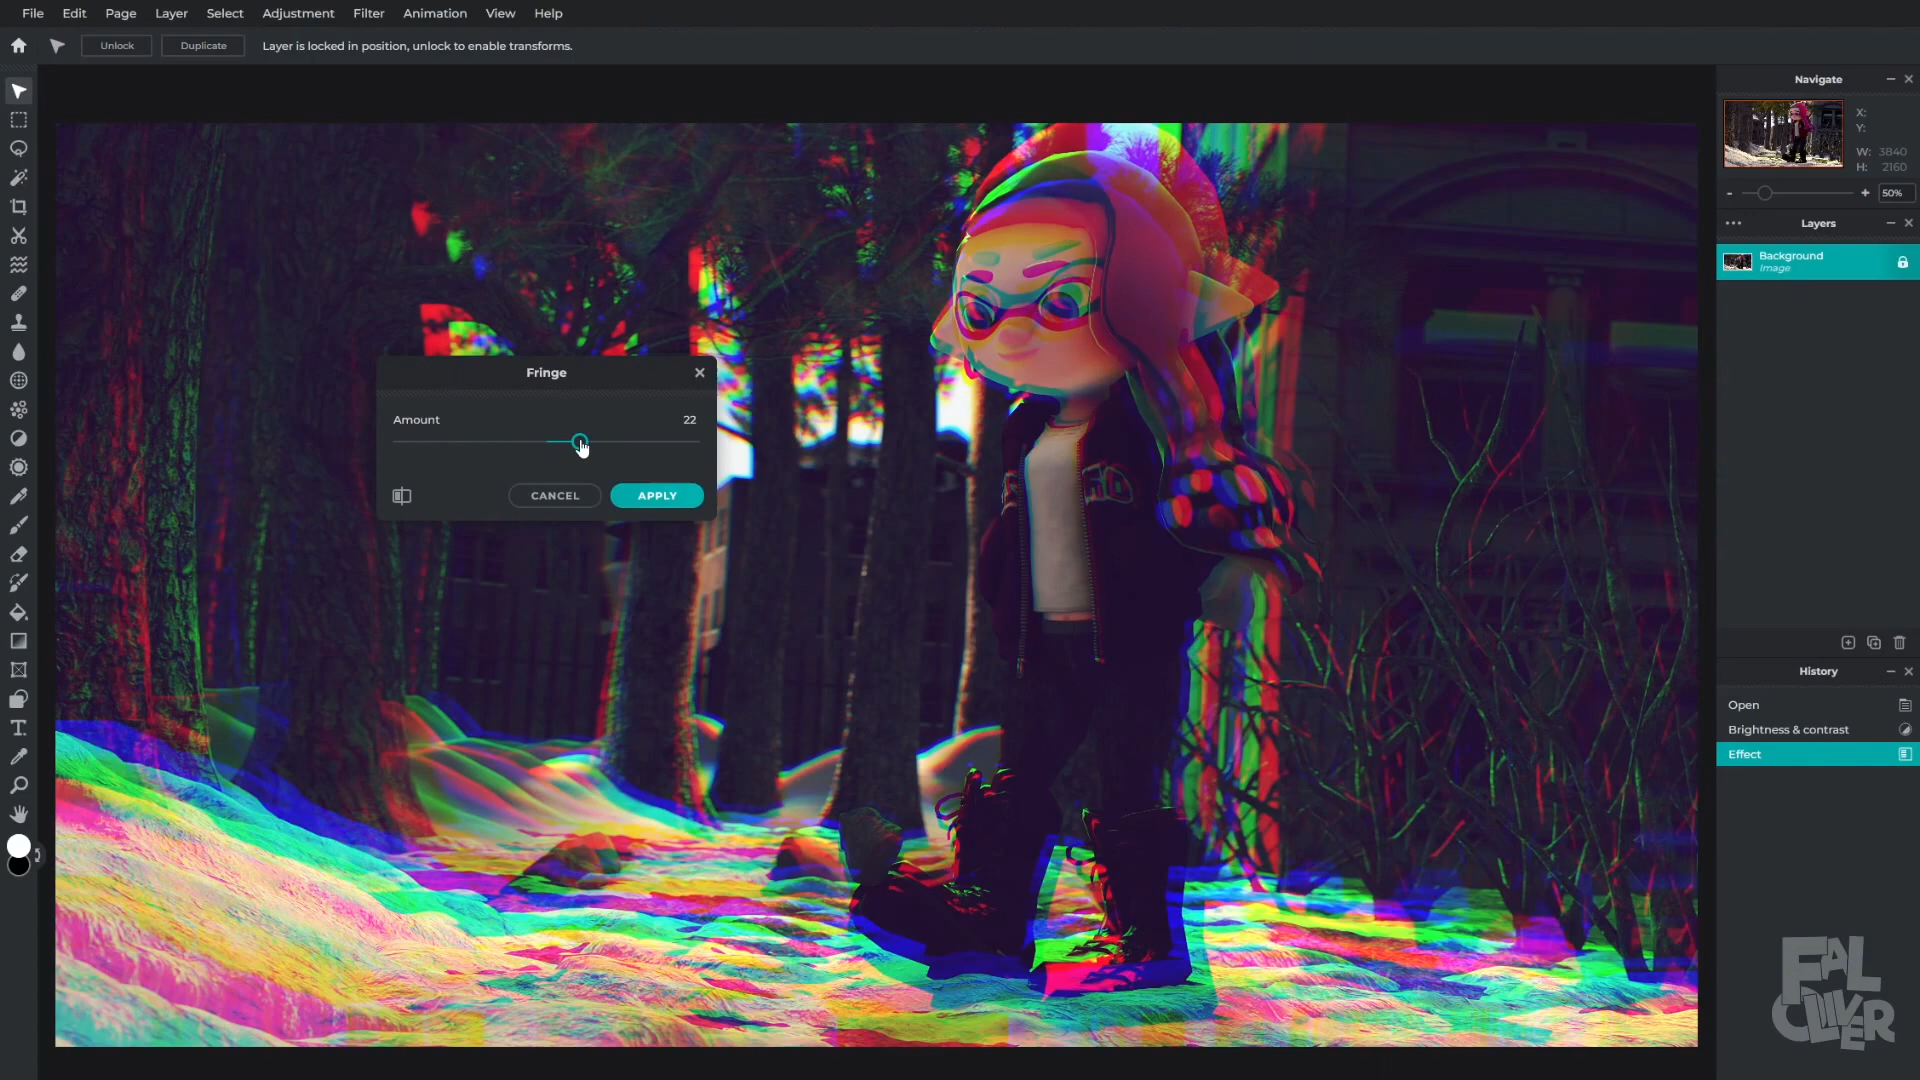 File Edit Page Layer Select Adjustment Filter Animation View Help
Unlock Duplicate Layer is locked in position, unlock to enable transforms.
Navigate
X:
Y:
W: 3840
H: 2160
- + 50%
Layers
Background
Image
Fringe
Amount 22
CANCEL APPLY
History
Open
Brightness & contrast
Effect
FAL
CLIVER